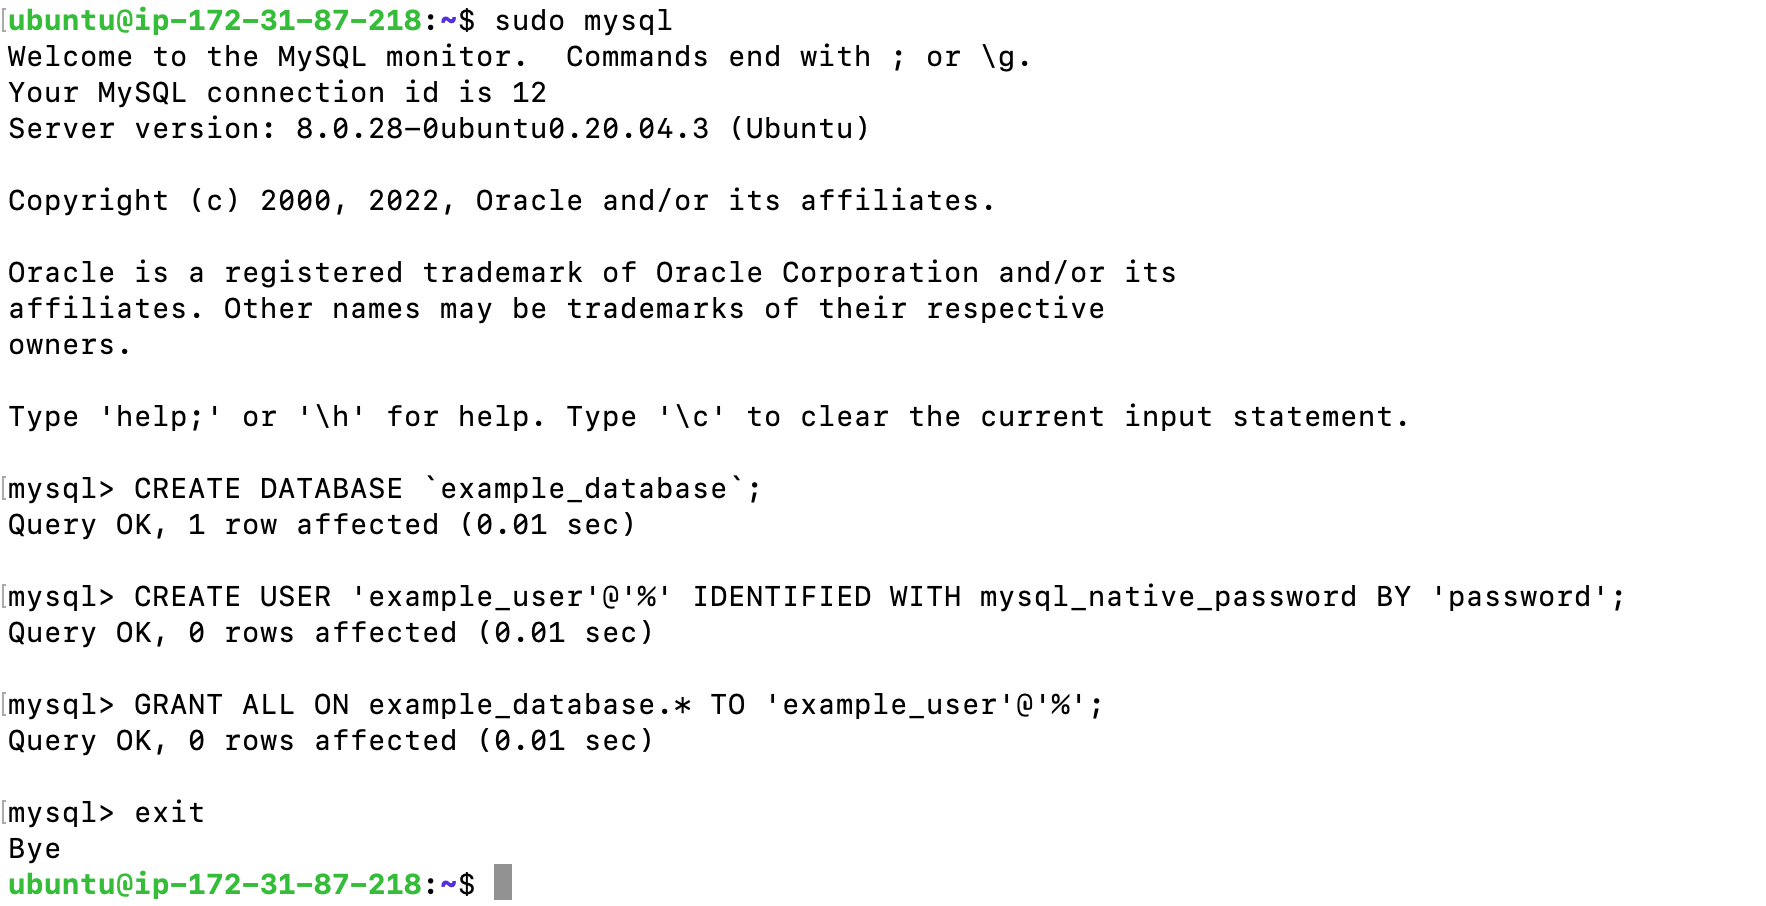 ubuntu@ip-172-31-87-218:~$ sudo mysql
Welcome to the MySQL monitor.  Commands end with ; or \g.
Your MySQL connection id is 12
Server version: 8.0.28-0ubuntu0.20.04.3 (Ubuntu)

Copyright (c) 2000, 2022, Oracle and/or its affiliates.

Oracle is a registered trademark of Oracle Corporation and/or its
affiliates. Other names may be trademarks of their respective
owners.

Type 'help;' or '\h' for help. Type '\c' to clear the current input statement.

mysql> CREATE DATABASE `example_database`;
Query OK, 1 row affected (0.01 sec)

mysql> CREATE USER 'example_user'@'%' IDENTIFIED WITH mysql_native_password BY 'password';
Query OK, 0 rows affected (0.01 sec)

mysql> GRANT ALL ON example_database.* TO 'example_user'@'%';
Query OK, 0 rows affected (0.01 sec)

mysql> exit
Bye
ubuntu@ip-172-31-87-218:~$